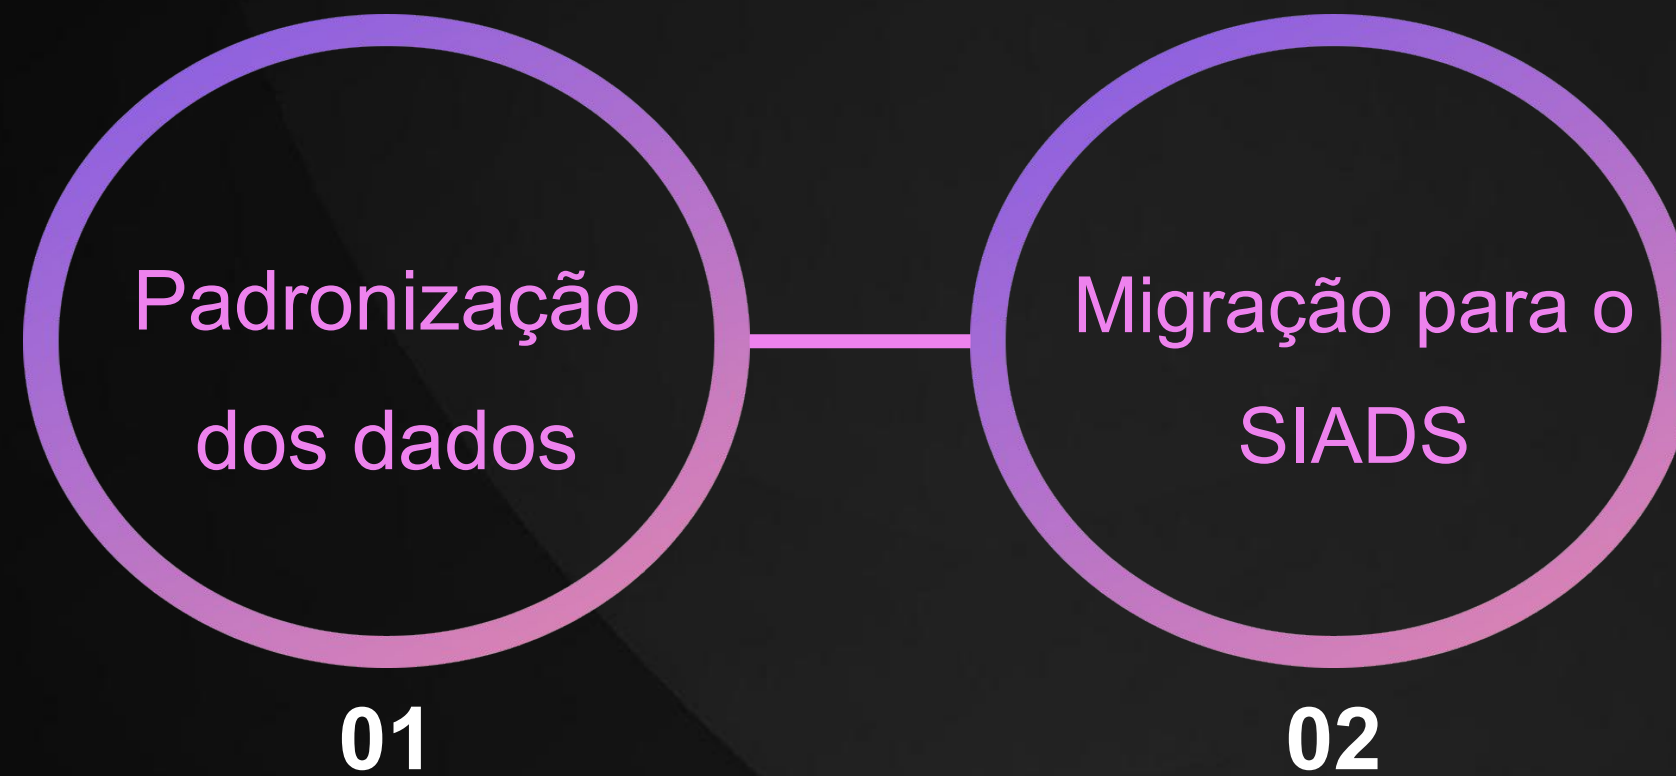 Padronização
dos dados
01
Migração para o
SIADS
02